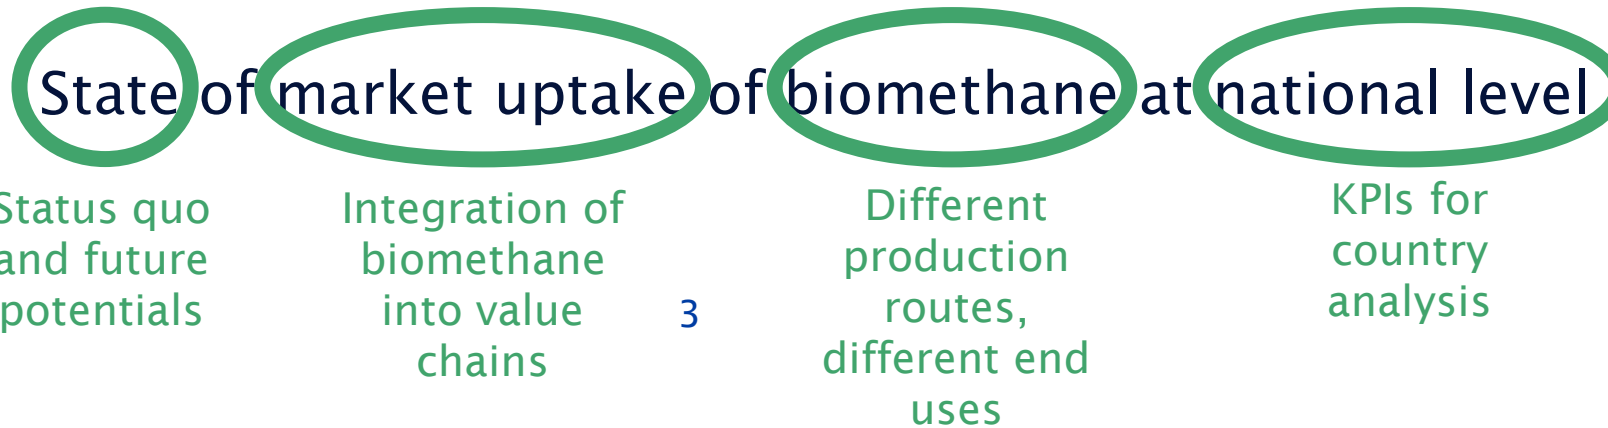 State of market uptake of biomethane at national level
Status quo
and future
potentials
Integration of
biomethane
into value
chains
3
Different
production
routes,
different end
uses
KPIs for
country
analysis